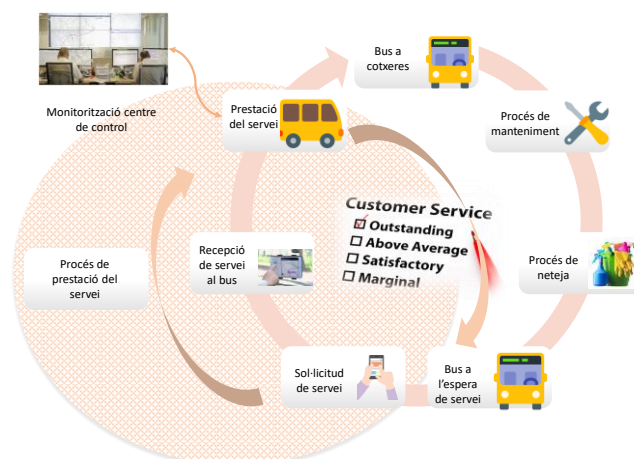 Bus a
cotxeres
Monitorització centre
de control
Prestació
del servei
Procés de
manteniment
Customer Service
Outstanding
Above Average
Satisfactory
Marginal
Procés de
prestació del
servei
Recepció
de servei
al bus
Procés de
neteja
Sol·licitud
de servei
Bus a
l'espera
de servei